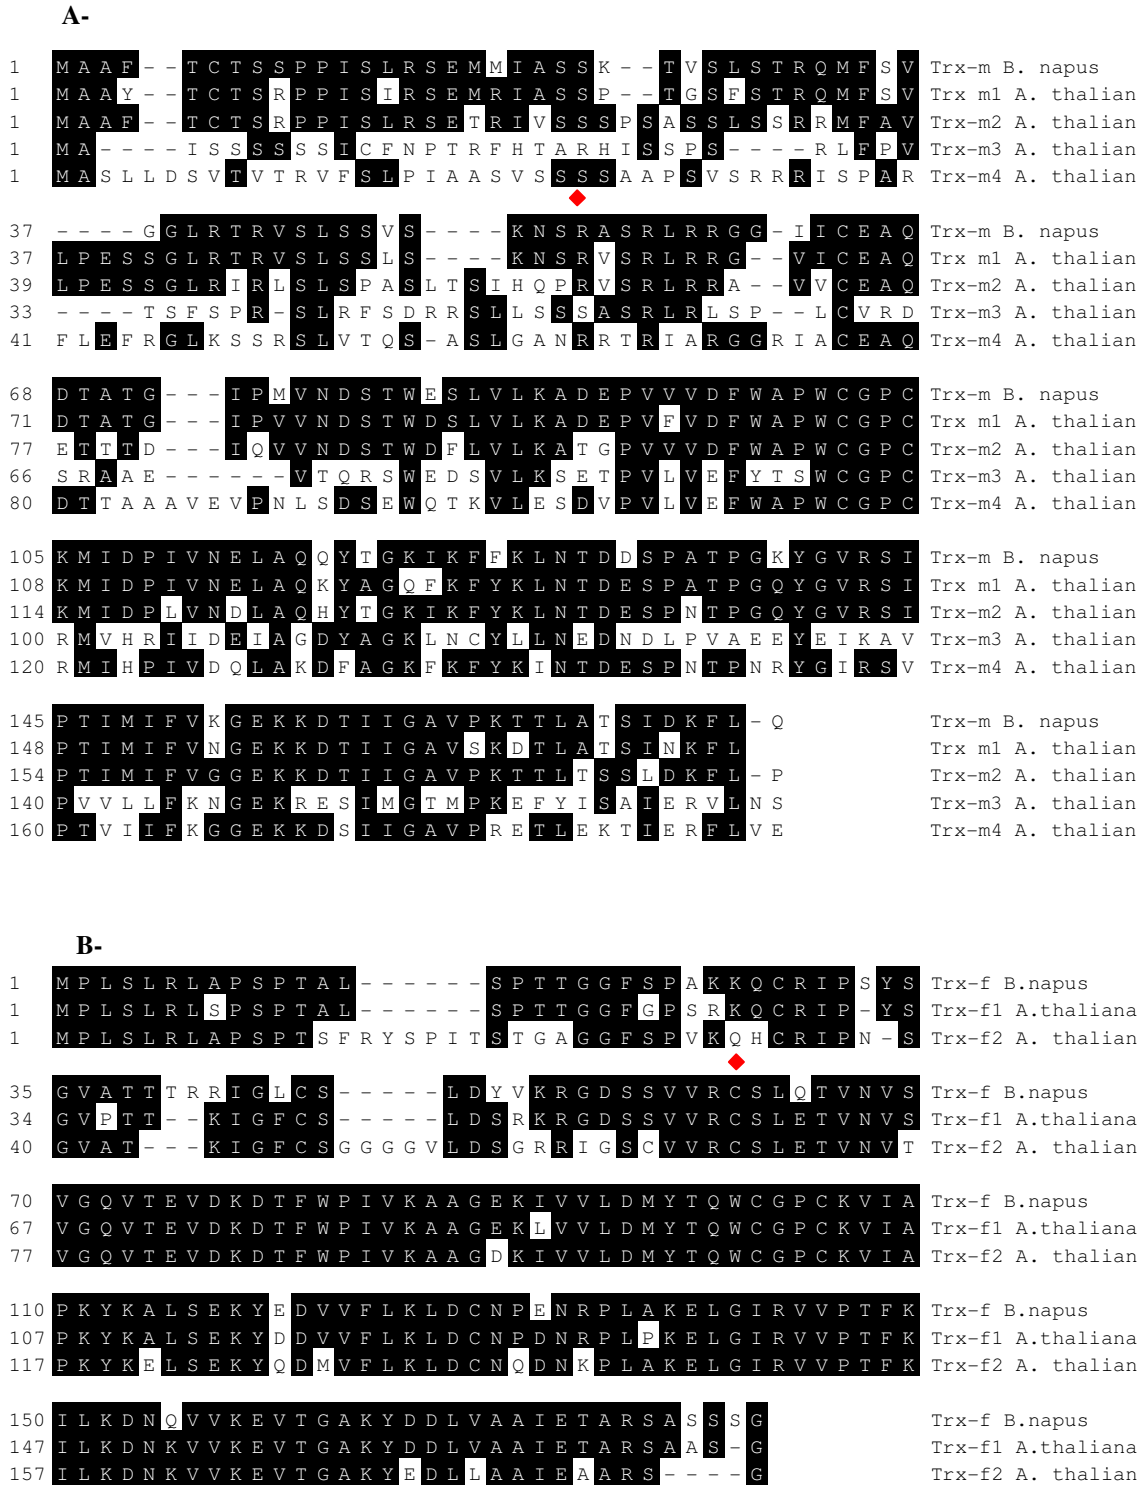 A-
1 MAAF--TCTSSPPISLRSEMMIASSK--TVSLSTRQMFSV Trx-m B. napus
1 MAAY--TCTSRPPISIRSEMRIASSP--TGSFSTRQMFSV Trx m1 A. thalian
1 MAAF--TCTSRPPISLRSETRIVSSSPSASSLSSRRMFAV Trx-m2 A. thalian
1 MA----ISSSSSSICFNPTRFHTARHISSPS----RLFPV Trx-m3 A. thalian
1 MASLLDSVTVTRVFSLPIAASVSSSSAAPSVSRRRISPAR Trx-m4 A. thalian
37 ----GGLRTRVSLSSVS----KNSRASRLRRGG-IICEAQ Trx-m B. napus
37 LPESSGLRTRVSLSSLS----KNSRVSRLRRG--VICEAQ Trx m1 A. thalian
39 LPESSGLRIRLSLSPASLTSIHQPRVSRLRRA--VVCEAQ Trx-m2 A. thalian
33 ----TSFSPR-SLRFSDRRSLLSSSASRLRLSP--LCVRD Trx-m3 A. thalian
41 FLEFRGLKSSRSLVTQS-ASLGANRRTRIARGGRIACEAQ Trx-m4 A. thalian
68 DTATG---IPMVNDSTWESLVLKADEPVVVDFWAPWCGPC Trx-m B. napus
71 DTATG---IPVVNDSTWDSLVLKADEPVFVDFWAPWCGPC Trx m1 A. thalian
77 ETTTD---IQVVNDSTWDFLVLKATGPVVVDFWAPWCGPC Trx-m2 A. thalian
66 SRAAE------VTQRSWEDSVLKSETPVLVEFYTSWCGPC Trx-m3 A. thalian
80 DTTAAAVEVPNLSDSEWQTKVLESDVPVLVEFWAPWCGPC Trx-m4 A. thalian
105 KMIDPIVNELAQQYTGKIKFFKLNTDDSPATPGKYGVRSI Trx-m B. napus
108 KMIDPIVNELAQKYAGQFKFYKLNTDESPATPGQYGVRSI Trx m1 A. thalian
114 KMIDPLVNDLAQHYTGKIKFYKLNTDESPNTPGQYGVRSI Trx-m2 A. thalian
100 RMVHRIIDEIAGDYAGKLNCYLLNEDNDLPVAEEYEIKAV Trx-m3 A. thalian
120 RMIHPIVDQLAKDFAGKFKFYKINTDESPNTPNRYGIRSV Trx-m4 A. thalian
145 PTIMIFVKGEKKDTIIGAVPKTTLATSIDKFL-Q Trx-m B. napus
148 PTIMIFVNGEKKDTIIGAVSKDTLATSINKFL Trx m1 A. thalian
154 PTIMIFVGGEKKDTIIGAVPKTTLTSSLDKFL-P Trx-m2 A. thalian
140 PVVLLFKNGEKRESIMGTMPKEFYISAIERVLNS Trx-m3 A. thalian
160 PTVIIFKGGEKKDSIIGAVPRETLEKTIERFLVE Trx-m4 A. thalian
B-
1 MPLSLRLAPSPTAL------SPTTGGFSPAKKQCRIPSYS Trx-f B.napus
1 MPLSLRLSPSPTAL------SPTTGGFGPSRKQCRIP-YS Trx-f1 A.thaliana
1 MPLSLRLAPSPTSFRYSPITSTGAGGFSPVKQHCRIPN-S Trx-f2 A. thalian
35 GVATTTRRIGLCS-----LDYVKRGDSSVVRCSLQTVNVS Trx-f B.napus
34 GVPTT--KIGFCS-----LDSRKRGDSSVVRCSLETVNVS Trx-f1 A.thaliana
40 GVAT---KIGFCSGGGGVLDSGRRIGSCVVRCSLETVNVT Trx-f2 A. thalian
70 VGQVTEVDKDTFWPIVKAAGEKIVVLDMYTQWCGPCKVIA Trx-f B.napus
67 VGQVTEVDKDTFWPIVKAAGEKLVVLDMYTQWCGPCKVIA Trx-f1 A.thaliana
77 VGQVTEVDKDTFWPIVKAAGDKIVVLDMYTQWCGPCKVIA Trx-f2 A. thalian
110 PKYKALSEKYEDVVFLKLDCNPENRPLAKELGIRVVPTFK Trx-f B.napus
107 PKYKALSEKYDDVVFLKLDCNPDNRPLPKELGIRVVPTFK Trx-f1 A.thaliana
117 PKYKELSEKYQDMVFLKLDCNQDNKPLAKELGIRVVPTFK Trx-f2 A. thalian
150 ILKDNQVVKEVTGAKYDDLVAAIETARSASSSG Trx-f B.napus
147 ILKDNKVVKEVTGAKYDDLVAAIETARSAAS-G Trx-f1 A.thaliana
157 ILKDNKVVKEVTGAKYEDLLAAIEAARS----G Trx-f2 A. thalian